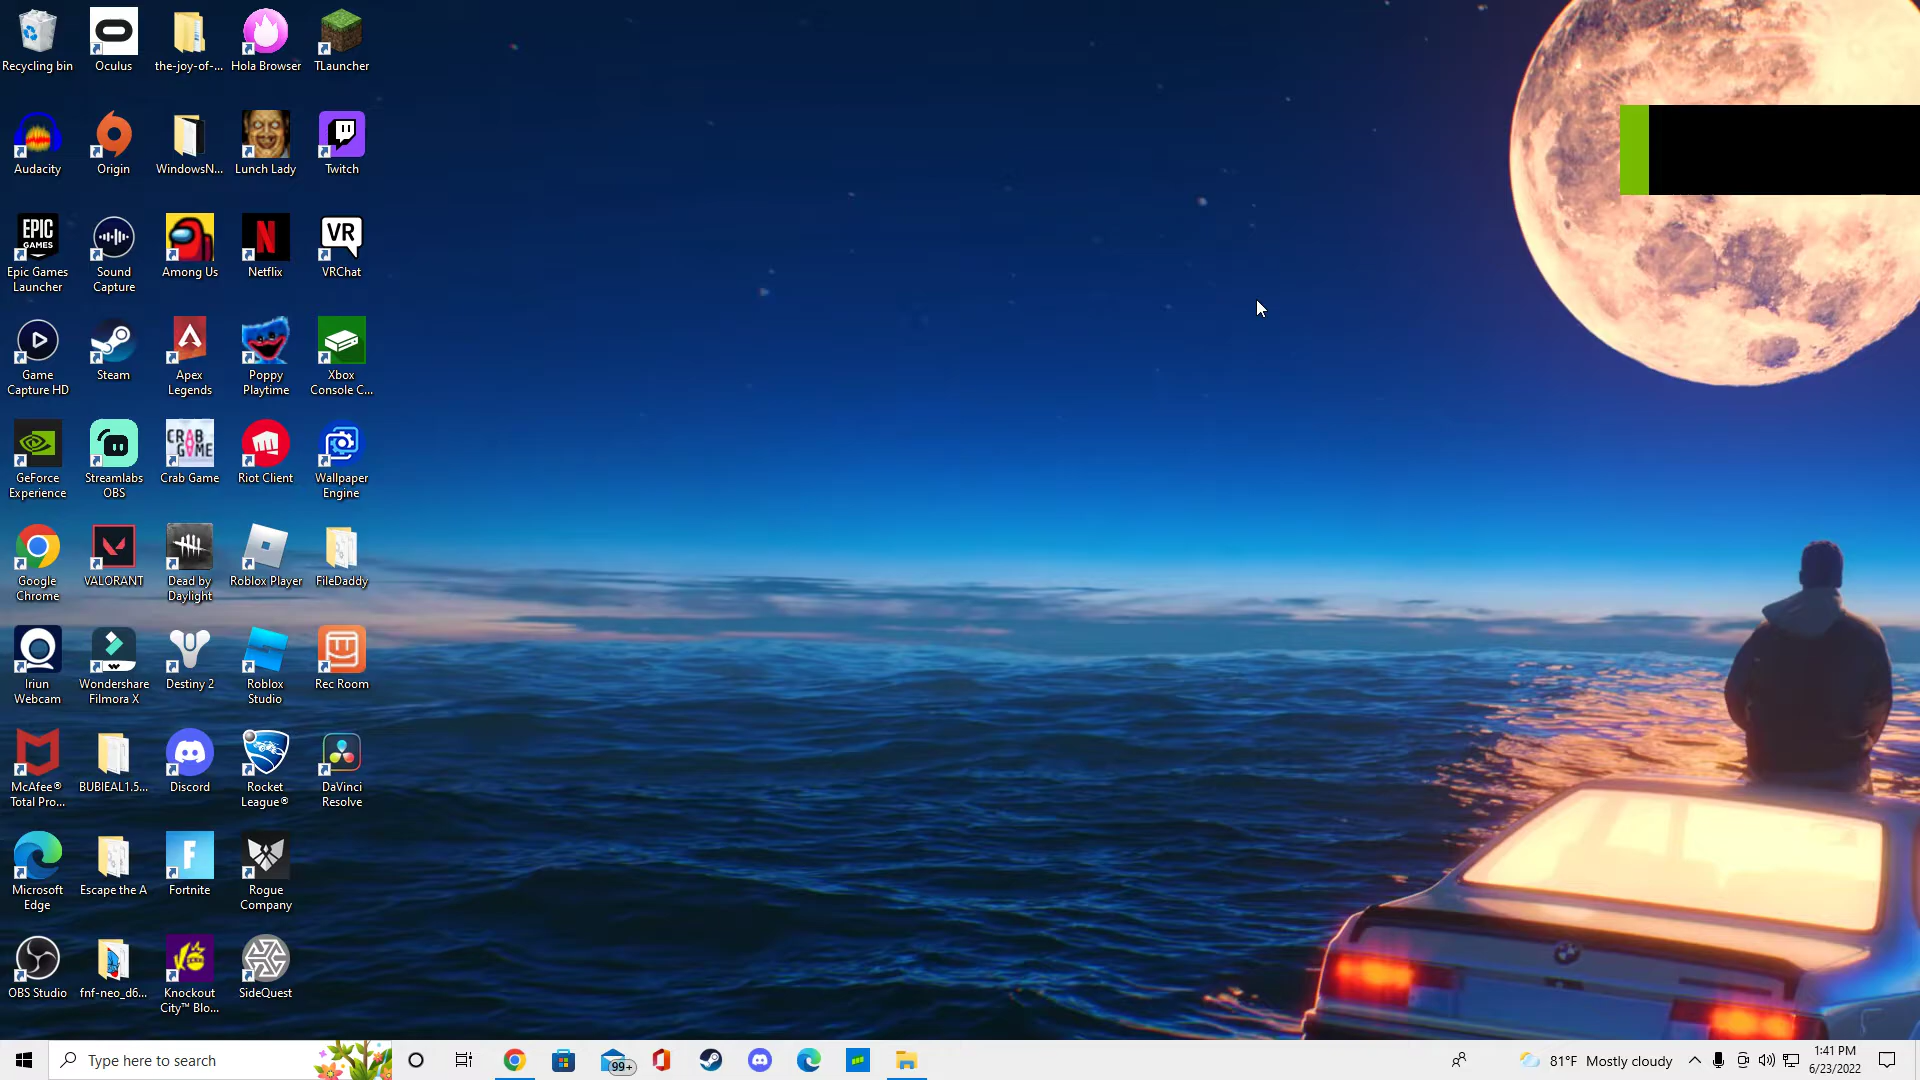 Recycling bin
Oculus
the-joy-of-...
Hola Browser
TLauncher
Audacity
Origin
WindowsN...
Lunch Lady
Twitch
EPIC
GAMES
Epic Games
Launcher
Sound
Capture
Among Us
N
Netflix
VR
VRChat
Game
Capture HD
Steam
Apex
Legends
Poppy
Playtime
Xbox
Console C...
GeForce
Experience
Streamlabs
OBS
CRAB
GAME
Crab Game
Riot Client
Wallpaper
Engine
Google
Chrome
VALORANT
Dead by
Daylight
Roblox Player
FileDaddy
Iriun
Webcam
Wondershare
Filmora X
Destiny 2
Roblox
Studio
Rec Room
McAfee®
Total Pro...
BUBIEAL1.5...
Discord
Rocket
League®
DaVinci
Resolve
Microsoft
Edge
Escape the A
F
Fortnite
Rogue
Company
OBS Studio
fnf-neo_d6...
Knockout
City™ Blo...
SideQuest
Type here to search
99+
81°F Mostly cloudy
1:41 PM
6/23/2022